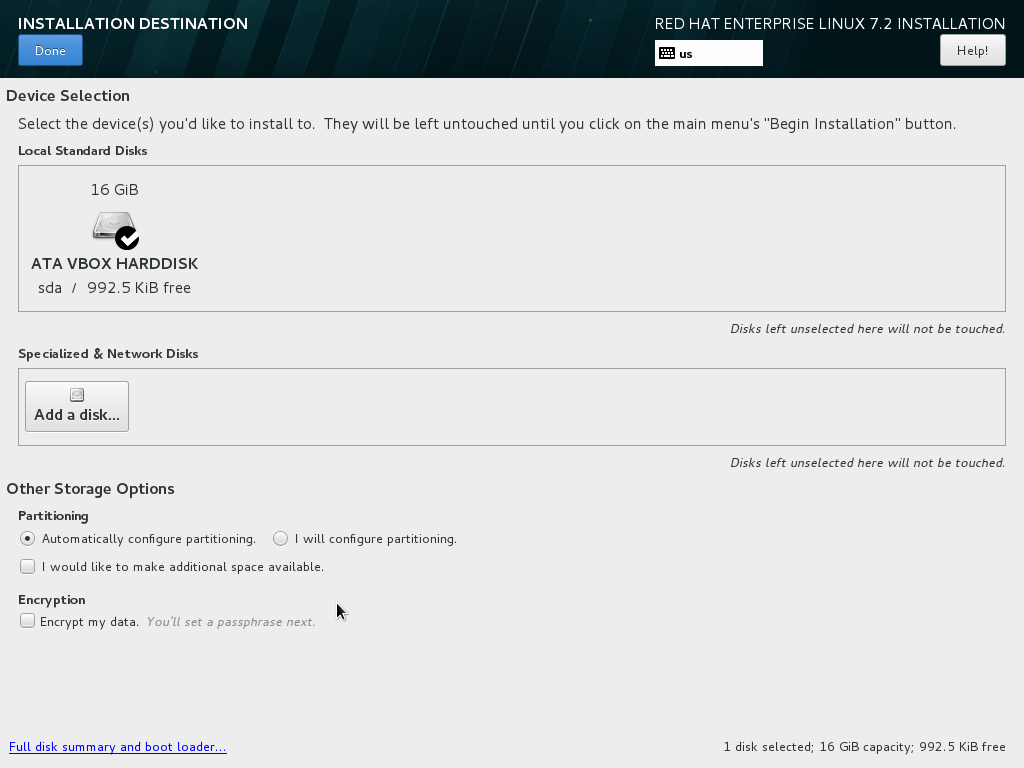 INSTALLATION DESTINATION
RED HAT ENTERPRISE LINUX 7.2 INSTALLATION
Done
us
Help!
Device Selection
Select the device(s) you'd like to install to.  They will be left untouched until you click on the main menu's "Begin Installation" button.
Local Standard Disks
16 GiB
ATA VBOX HARDDISK
sda / 992.5 KiB free
Disks left unselected here will not be touched.
Specialized & Network Disks
Add a disk...
Disks left unselected here will not be touched.
Other Storage Options
Partitioning
Automatically configure partitioning. I will configure partitioning.
I would like to make additional space available.
Encryption
Encrypt my data. You'll set a passphrase next.
Full disk summary and boot loader...
1 disk selected; 16 GiB capacity; 992.5 KiB free